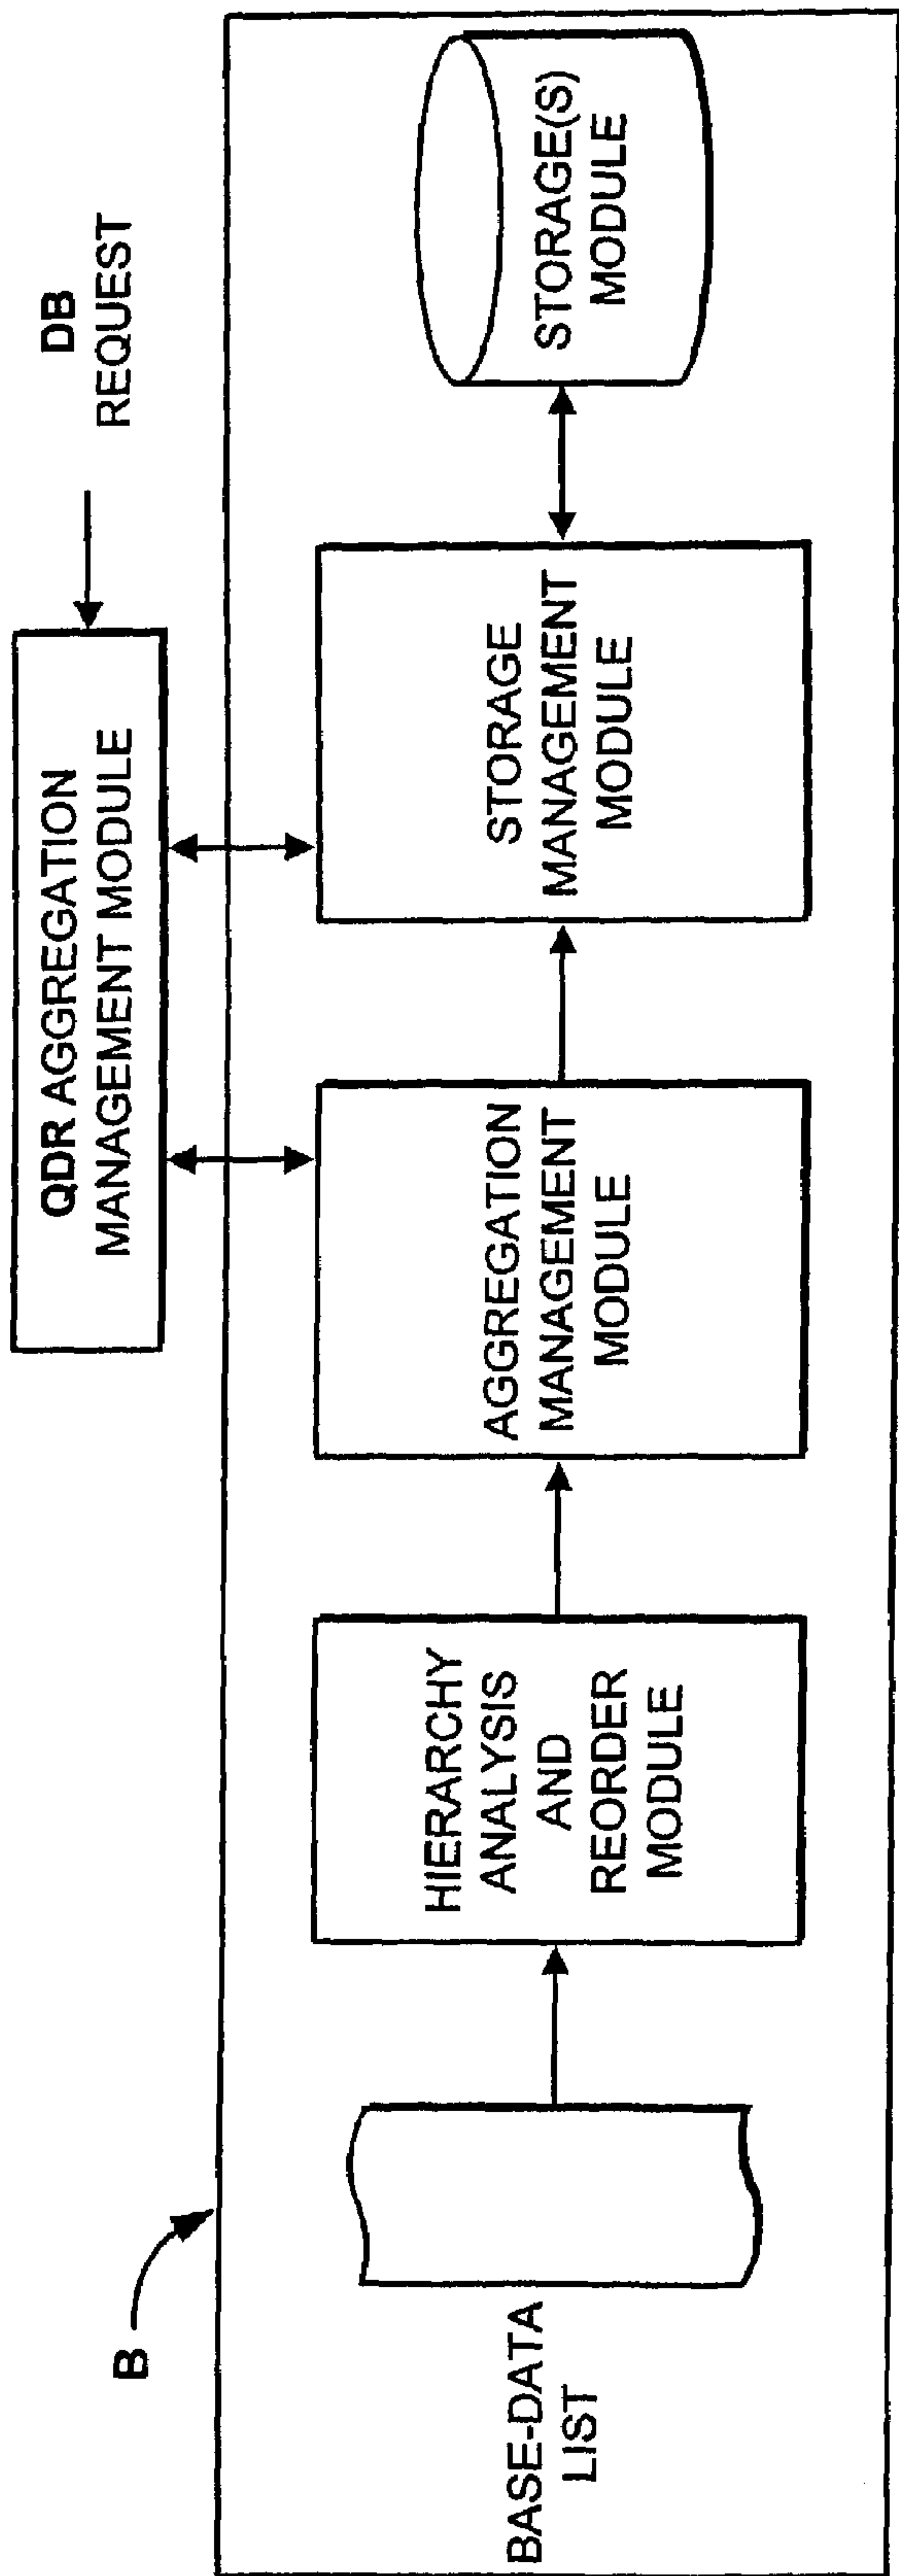 QDR AGGREGATION
MANAGEMENT MODULE
DB
REQUEST
B
BASE-DATA
LIST
HIERARCHY
ANALYSIS
AND
REORDER
MODULE
AGGREGATION
MANAGEMENT
MODULE
STORAGE
MANAGEMENT
MODULE
STORAGE(S)
MODULE